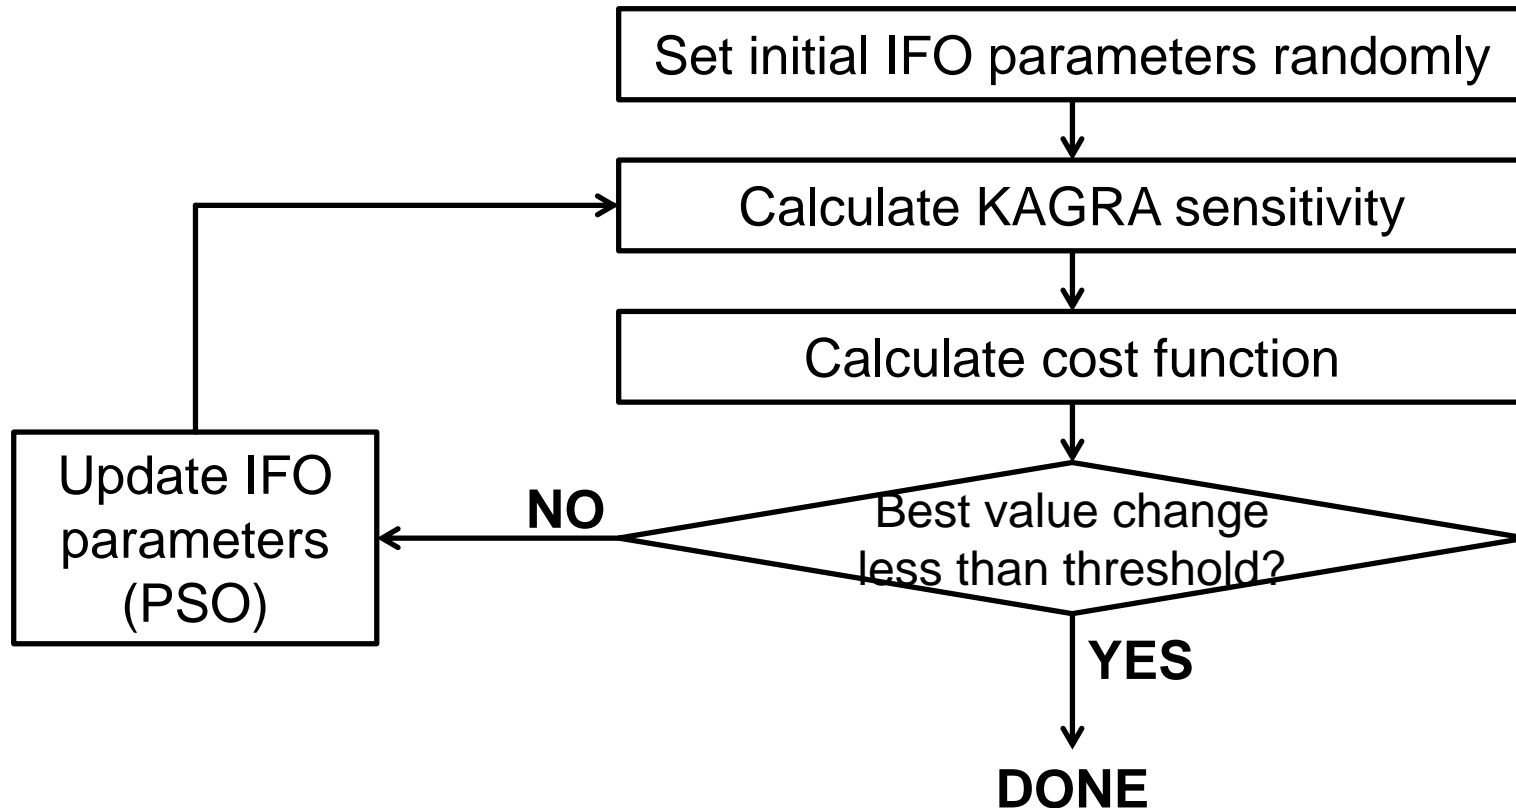 Set initial IFO parameters randomly
Calculate KAGRA sensitivity
Calculate cost function
Best value change
less than threshold?
NO
Update IFO
parameters
(PSO)
YES
DONE